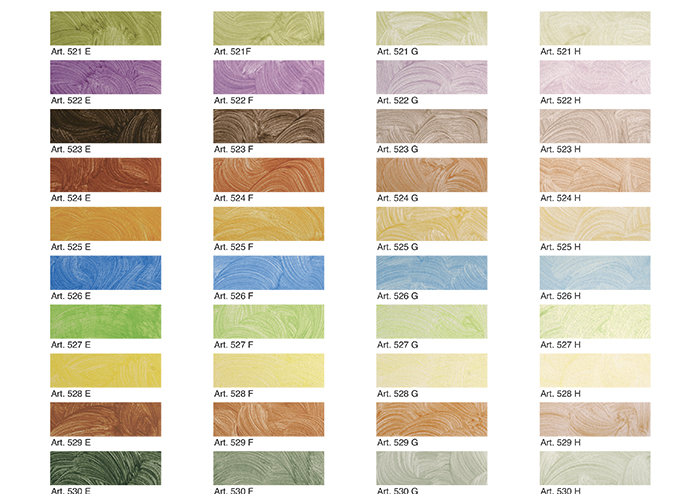 Art. 521 E
Art. 521F
Art. 521 G
Art. 521 H
Art. 522 E
Art. 522 F
Art. 522 G
Art. 522 H
Art. 523 E
Art. 523 F
Art. 523 G
Art. 523 H
Art. 524 E
Art. 524 F
Art. 524 G
Art. 524 H
Art. 525 E
Art. 525 F
Art. 525 G
Art. 525 H
Art. 526 E
Art. 526 F
Art. 526 G
Art. 526 H
Art. 527 E
Art. 527 F
Art. 527 G
Art. 527 H
Art. 528 E
Art. 528 F
Art. 528 G
Art. 528 H
Art. 529 E
Art. 529 F
Art. 529 G
Art. 529 H
Art. 530 E
Art. 530 F
Art. 530 G
Art. 530 H